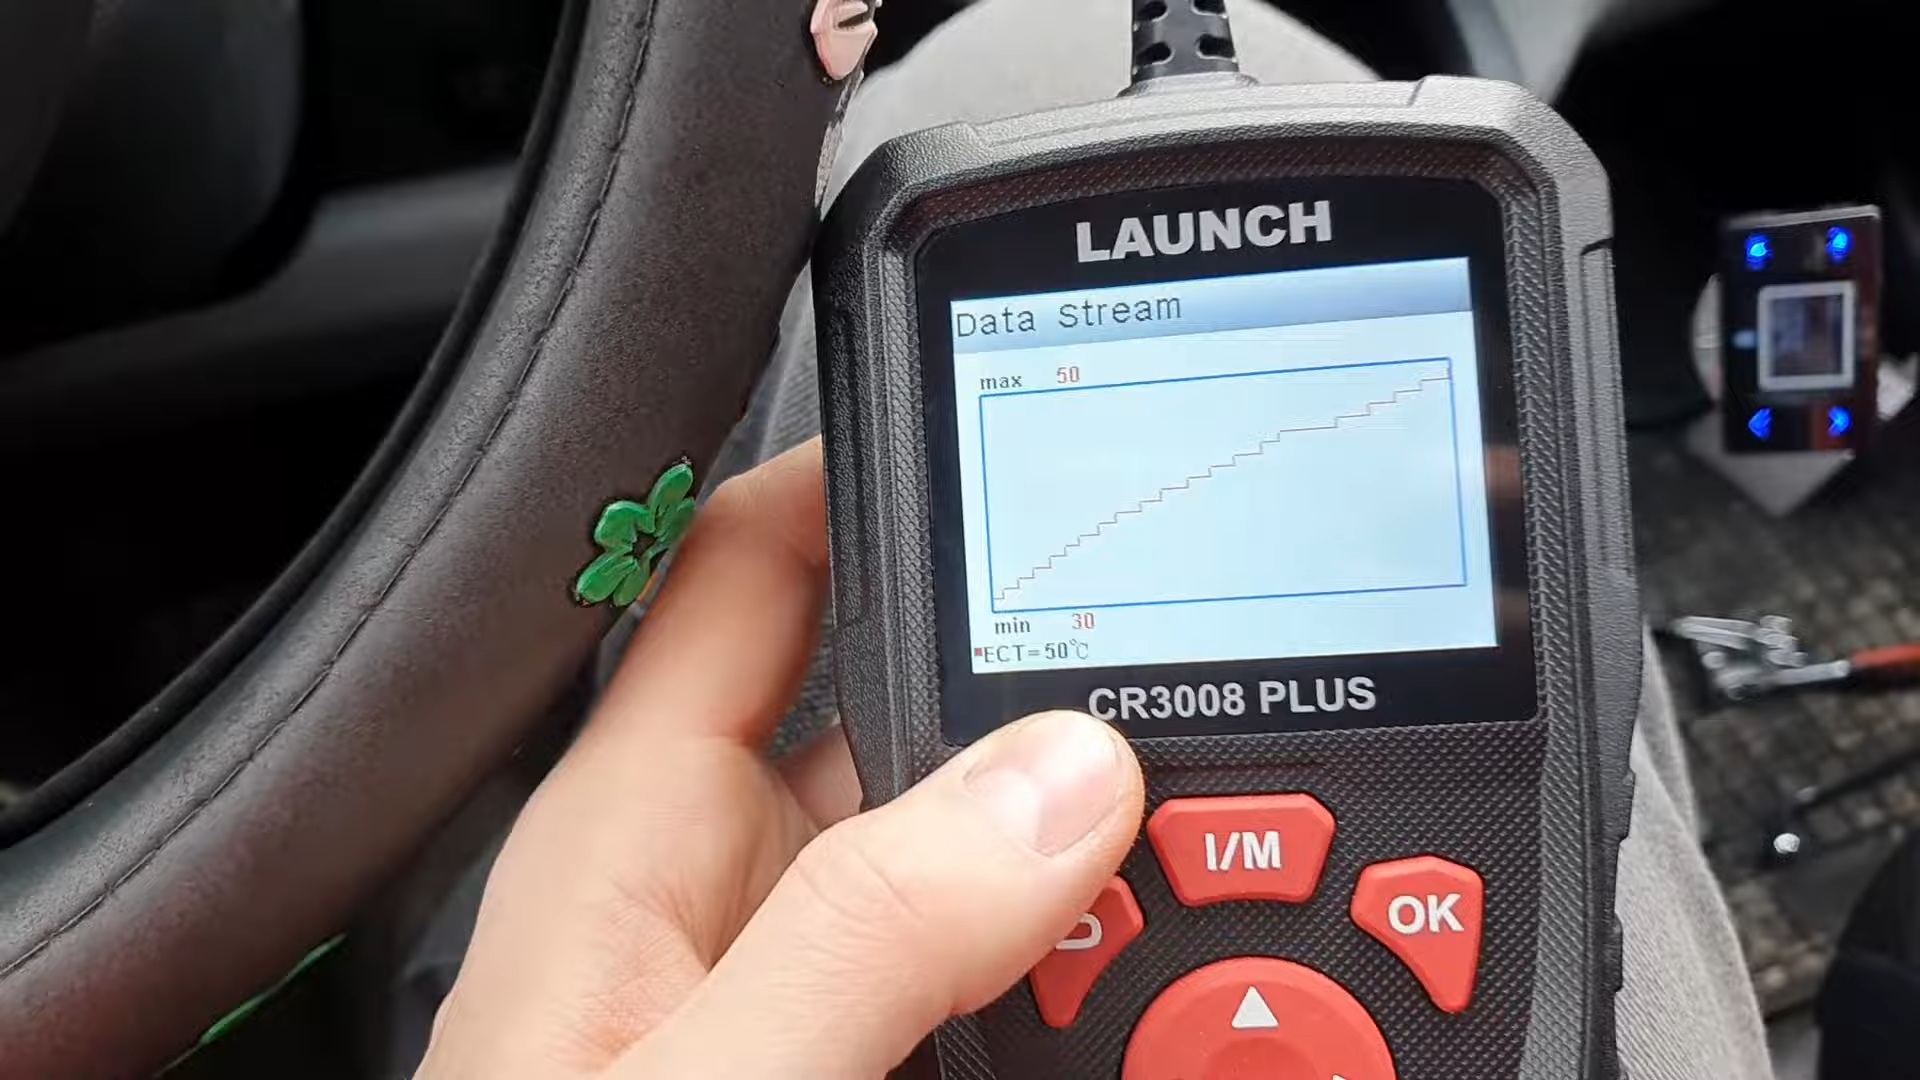 LAUNCH
Data Stream
max 50
min 30
ECT=50℃
CR3008 PLUS
I/M
OK